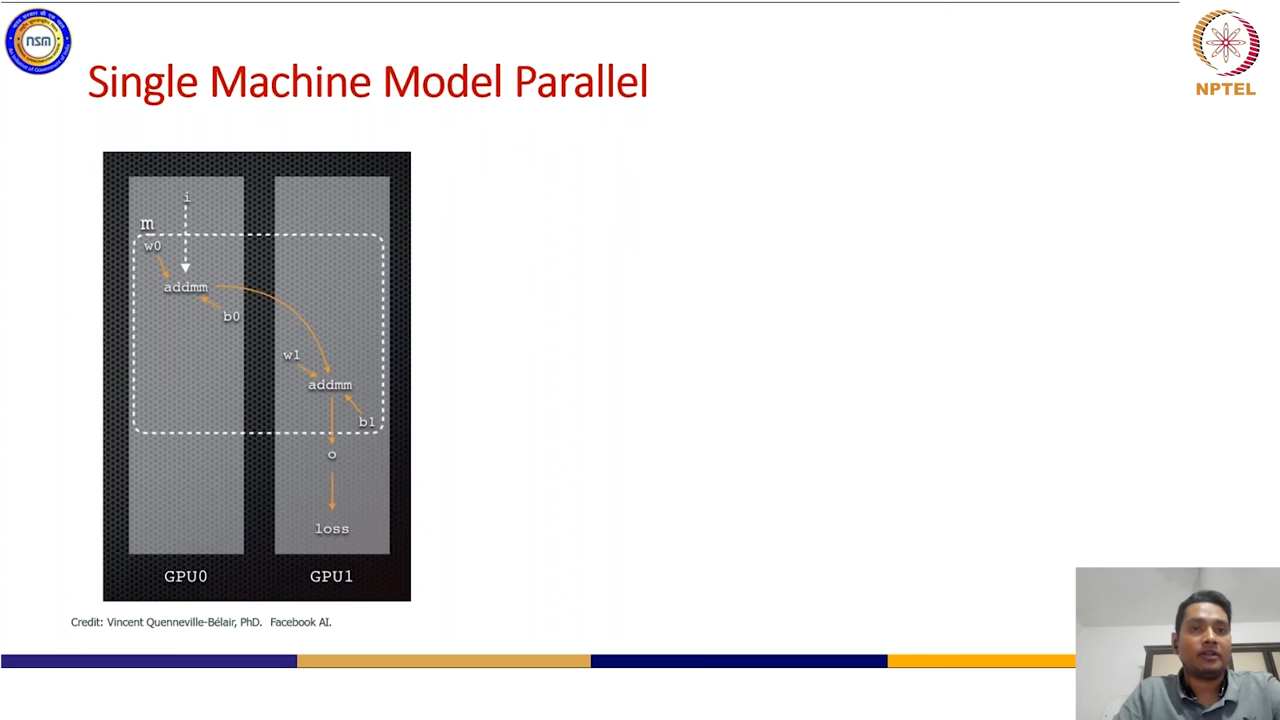 nsm
NPTEL
Single Machine Model Parallel
i
m
w0
addmm
b0
w1
addmm
b1
o
loss
GPU0
GPU1
Credit: Vincent Quenneville-Bélair, PhD. Facebook AI.